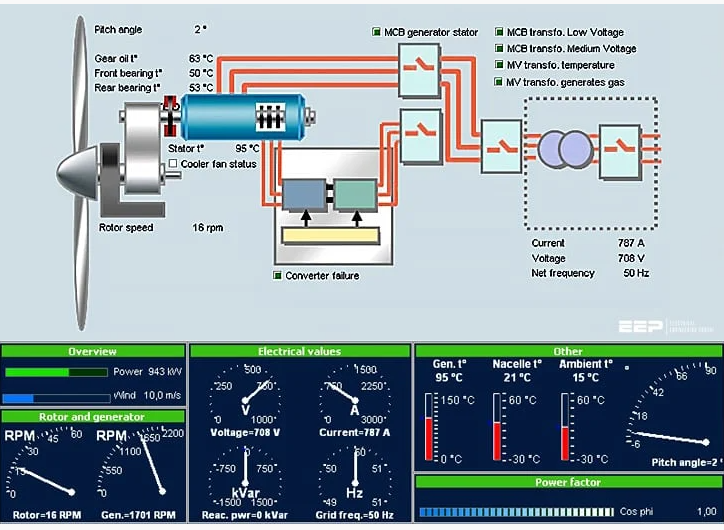 Pitch angle 2 °
MCB generator stator
MCB transfo. Low Voltage
MCB transfo. Medium Voltage
MV transfo. temperature
MV transfo. generates gas
Gear oil t° 63 °C
Front bearing t° 50 °C
Rear bearing t° 53 °C
Stator t° 95 °C
Cooler fan status
Rotor speed 16 rpm
Converter failure
Current 787 A
Voltage 708 V
Net frequency 50 Hz
EEP
Overview
Power 943 kW
Wind 10,0 m/s
Rotor and generator
RPM 0 15 30 45 60
Rotor=16 RPM
RPM 0 550 1100 1650 2200
Gen.=1701 RPM
Electrical values
0 250 500 750 1000
V
Voltage=708 V
0 750 1500 2250 3000
A
Current=787 A
-1500 -750 0 750 1500
kVar
Reac. pwr=0 kVar
49 50 51
Hz
Grid freq.=50 Hz
Other
Gen. t°
95 °C
150 °C
0 °C
Nacelle t°
21 °C
60 °C
-30 °C
Ambient t°
15 °C
60 °C
-30 °C
-6 18 42 66 90
Pitch angle=2 °
Power factor
Cos phi 1,00